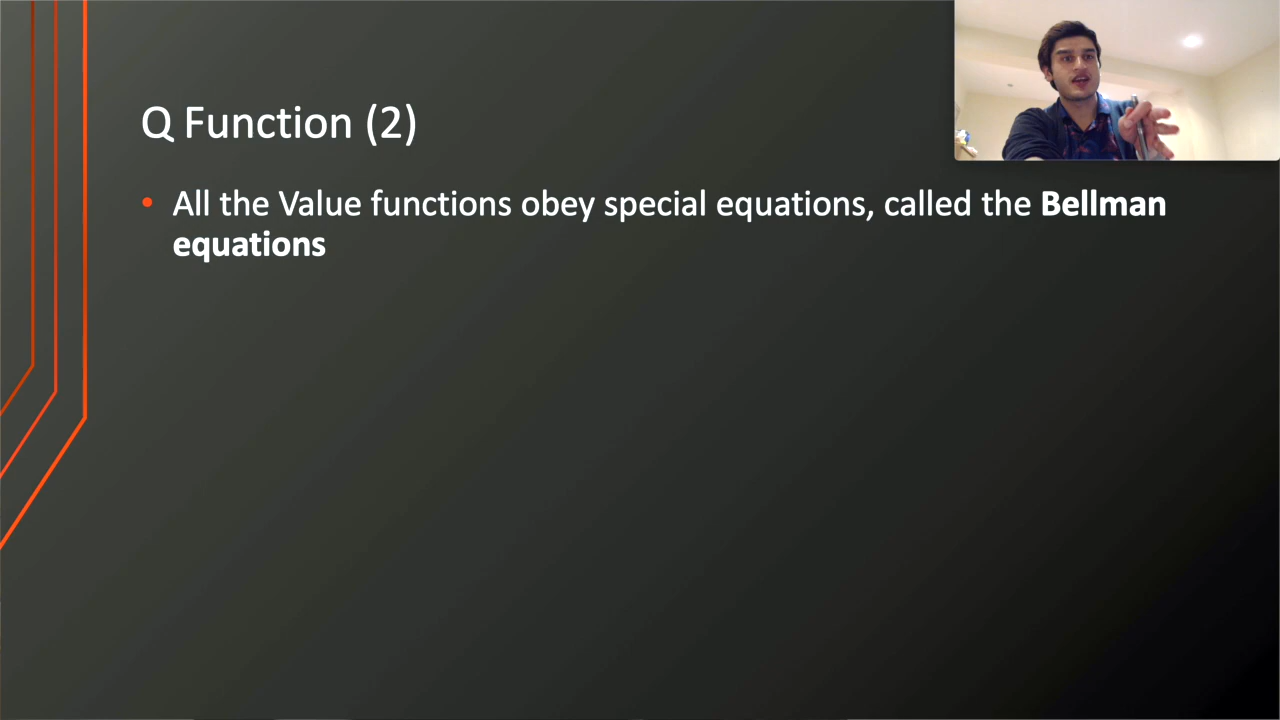 Q Function (2)
• All the Value functions obey special equations, called the Bellman
equations